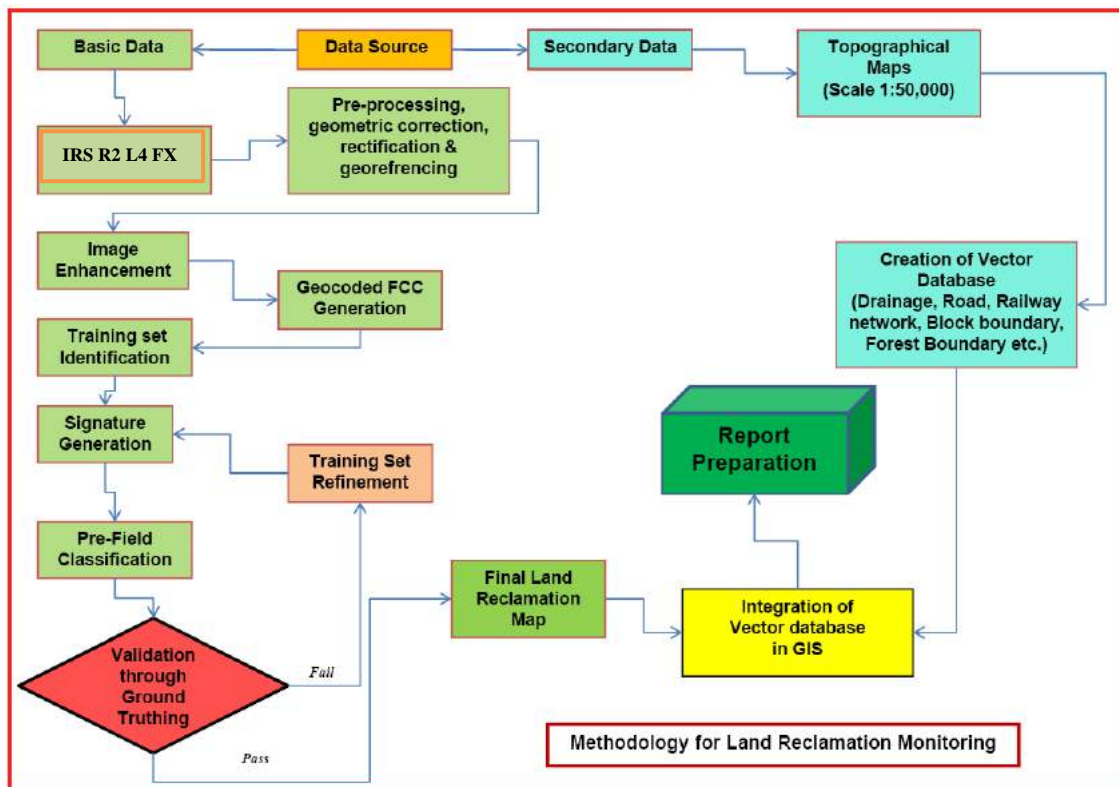 Basic Data
Data Source
Secondary Data
Topographical
Maps
(Scale 1:50,000)
IRS R2 L4 FX
Pre-processing,
geometric correction,
rectification &
georefrencing
Image
Enhancement
Geocoded FCC
Generation
Creation of Vector
Database
(Drainage, Road, Railway
network, Block boundary,
Forest Boundary etc.)
Training set
Identification
Signature
Generation
Training Set
Refinement
Report
Preparation
Pre-Field
Classification
Final Land
Reclamation
Map
Integration of
Vector database
in GIS
Validation
through
Ground
Truthing
Fail
Pass
Methodology for Land Reclamation Monitoring